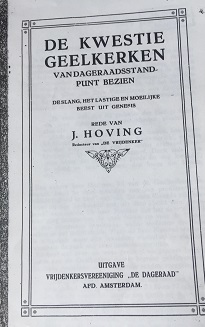 DE KWESTIE
GEELKERKEN
VAN DAGERAADSSTAND-
PUNT BEZIEN
DE SLANG, HET LASTIGE EN MOEILIJKE
BEEST UIT GENESIS
REDE VAN
J. HOVING
Redacteur van „DE VRIJDENKER"
UITGAVE
VRIJDENKERSVEREENIGING „DE DAGERAAD"
AFD. AMSTERDAM.